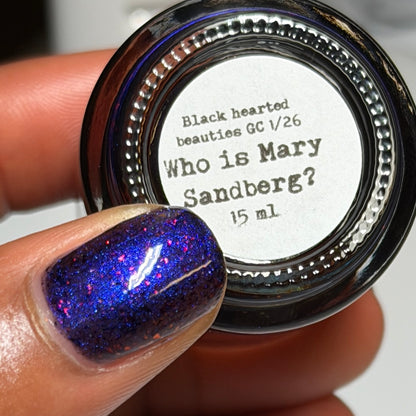 Black hearted
beauties GC 1/26
Who is Mary
Sandberg?
15 ml